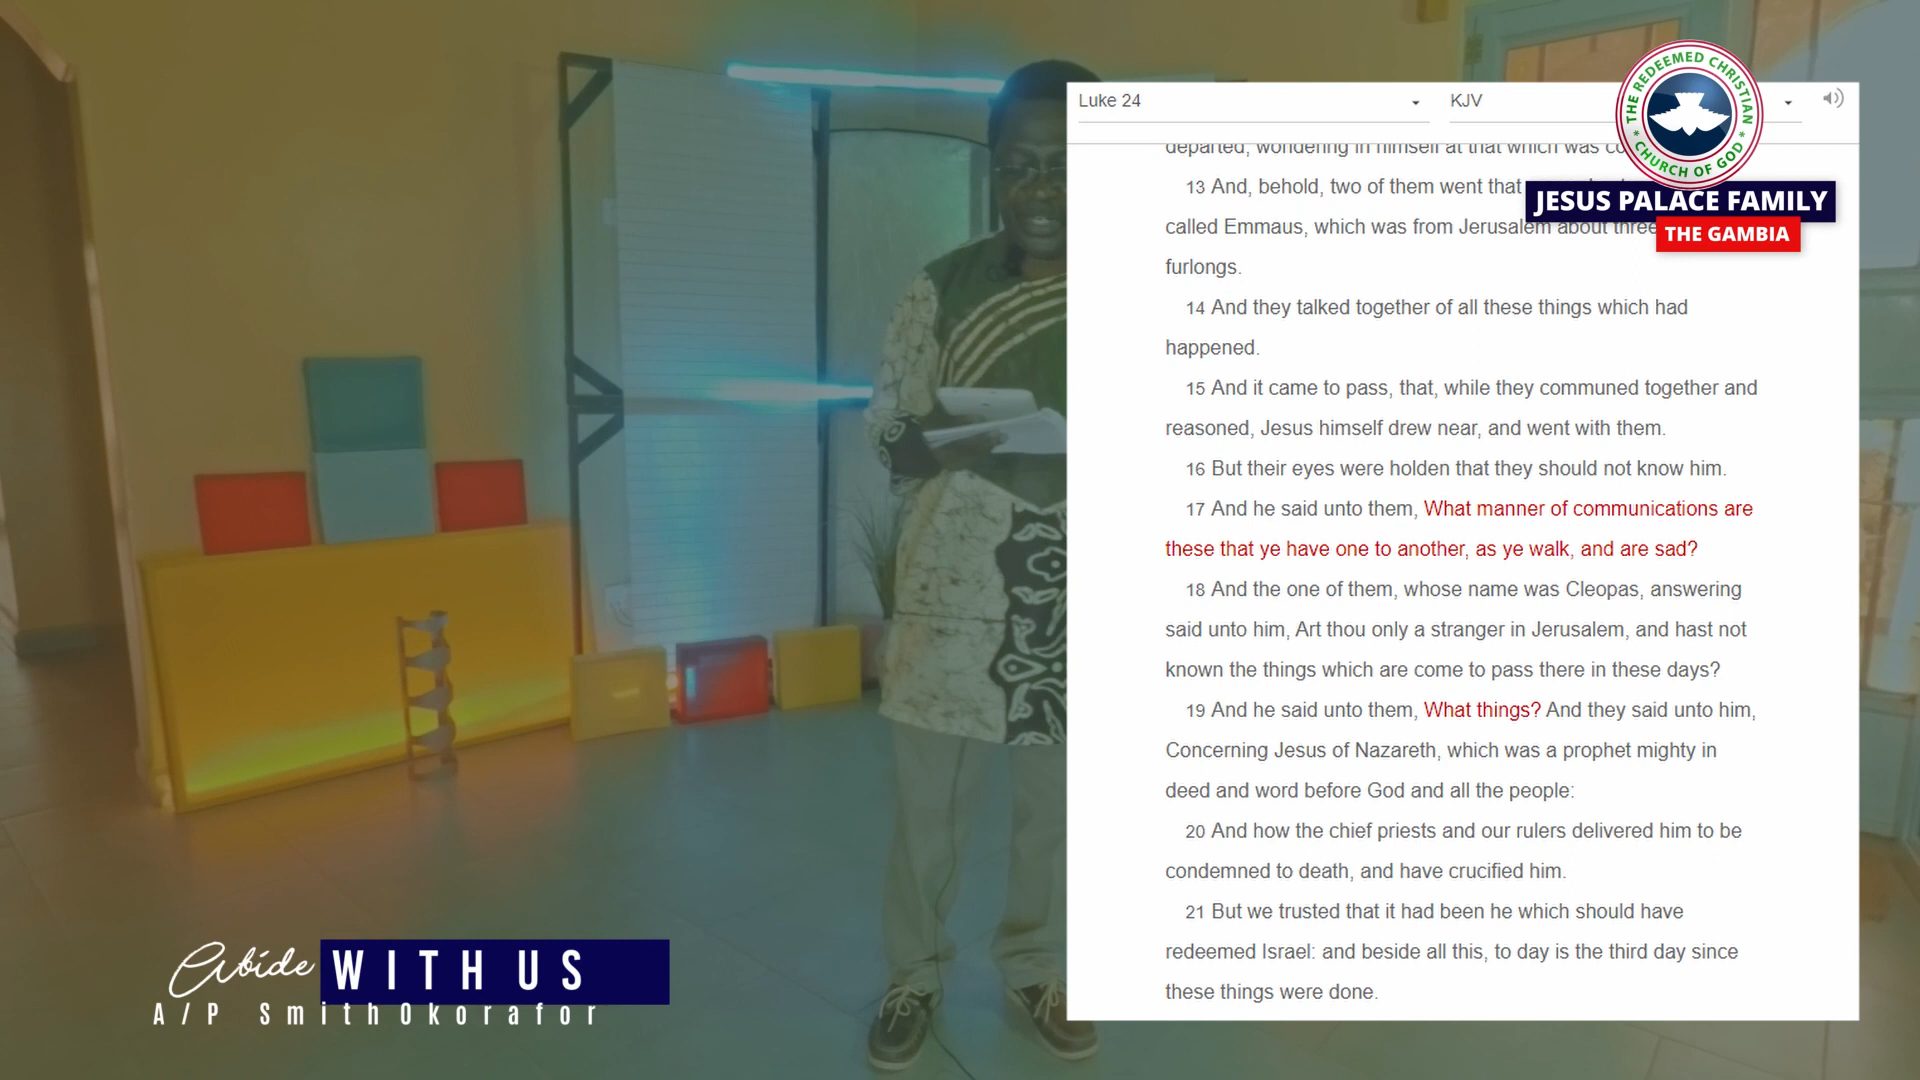 Luke 24
KJV
THE REDEEMED CHRISTIAN
CHURCH OF GOD
JESUS PALACE FAMILY
THE GAMBIA
departed, wondering in himself at that which was
13 And, behold, two of them went that
called Emmaus, which was from Jerusalem about three
furlongs.
14 And they talked together of all these things which had
happened.
15 And it came to pass, that, while they communed together and
reasoned, Jesus himself drew near, and went with them.
16 But their eyes were holden that they should not know him.
17 And he said unto them, What manner of communications are
these that ye have one to another, as ye walk, and are sad?
18 And the one of them, whose name was Cleopas, answering
said unto him, Art thou only a stranger in Jerusalem, and hast not
known the things which are come to pass there in these days?
19 And he said unto them, What things? And they said unto him,
Concerning Jesus of Nazareth, which was a prophet mighty in
deed and word before God and all the people:
20 And how the chief priests and our rulers delivered him to be
condemned to death, and have crucified him.
21 But we trusted that it had been he which should have
redeemed Israel: and beside all this, to day is the third day since
these things were done.
Abide WITH US
A/P SmithOkorafor